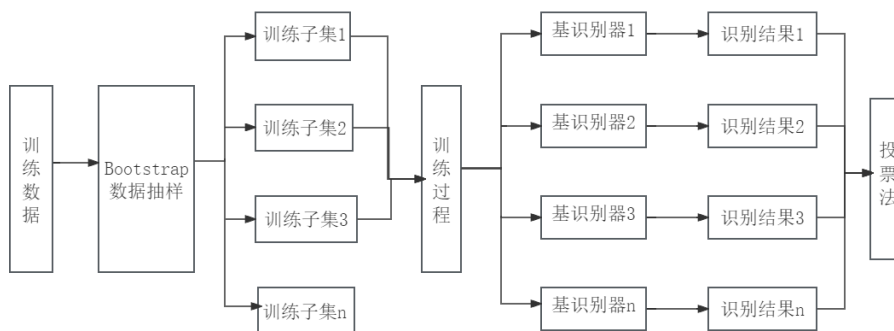 训练数据
Bootstrap
数据抽样
训练子集1
训练子集2
训练子集3
训练子集n
训练过程
基识别器1
基识别器2
基识别器3
基识别器n
识别结果1
识别结果2
识别结果3
识别结果n
投票法